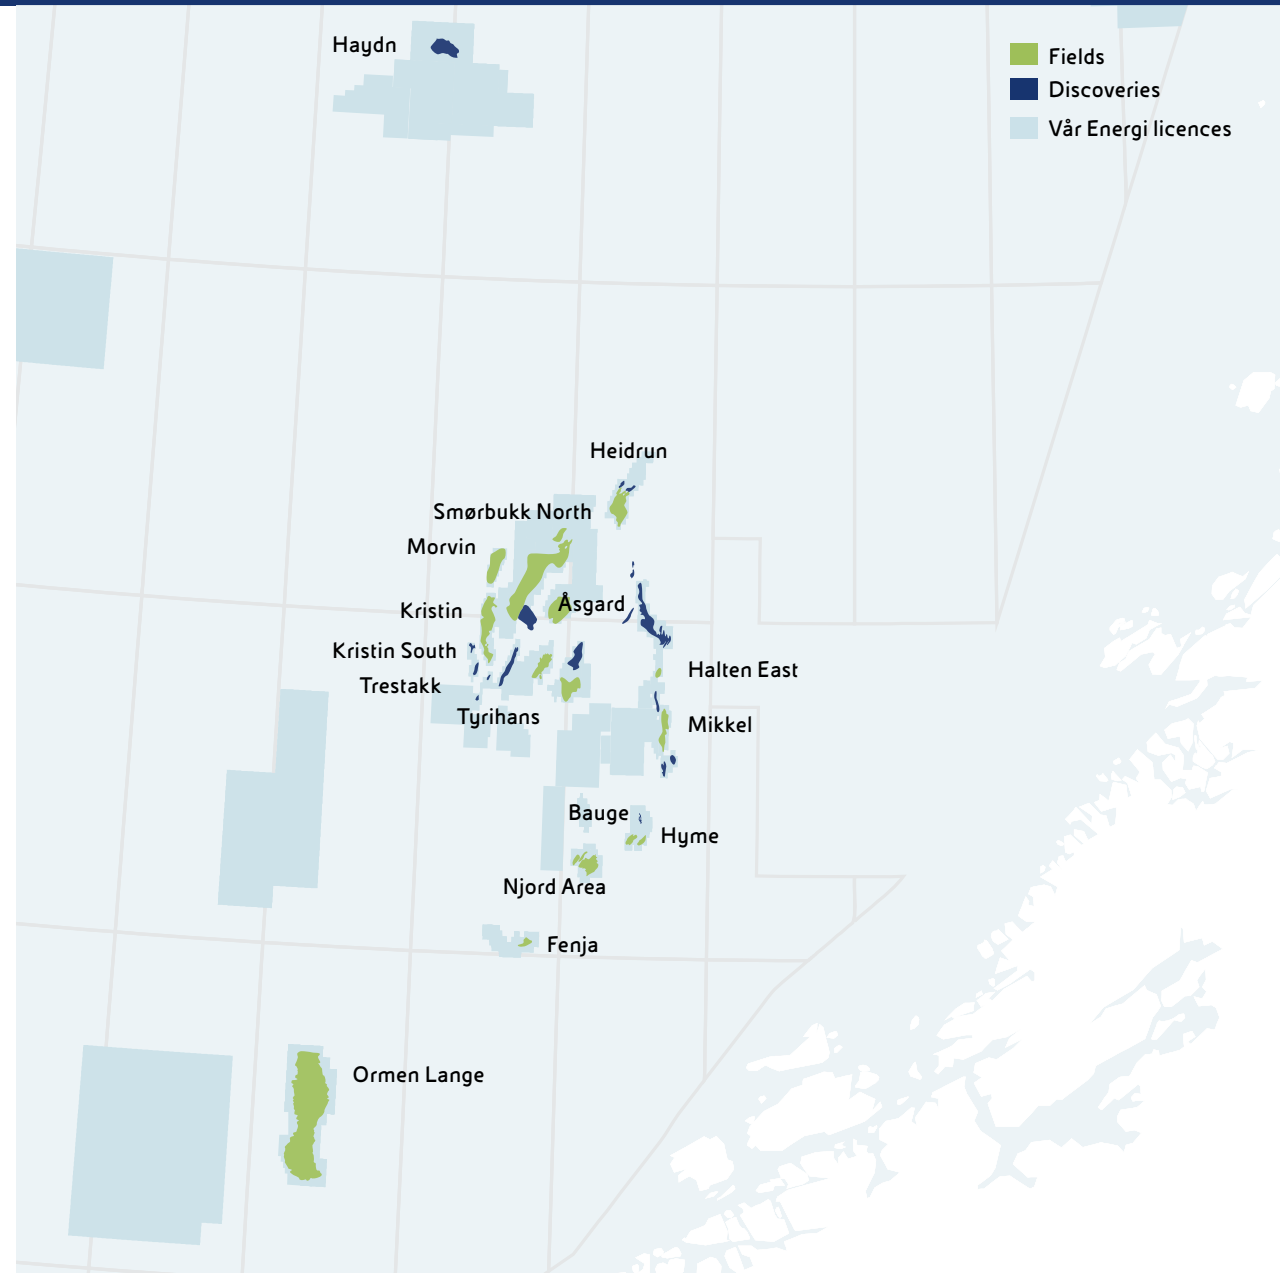 Haydn
Fields
Discoveries
Vår Energi licences
Heidrun
Smørbukk North
Morvin
Kristin
Åsgard
Kristin South
Halten East
Trestakk
Tyrihans
Mikkel
Bauge
Hyme
Njord Area
Fenja
Ormen Lange